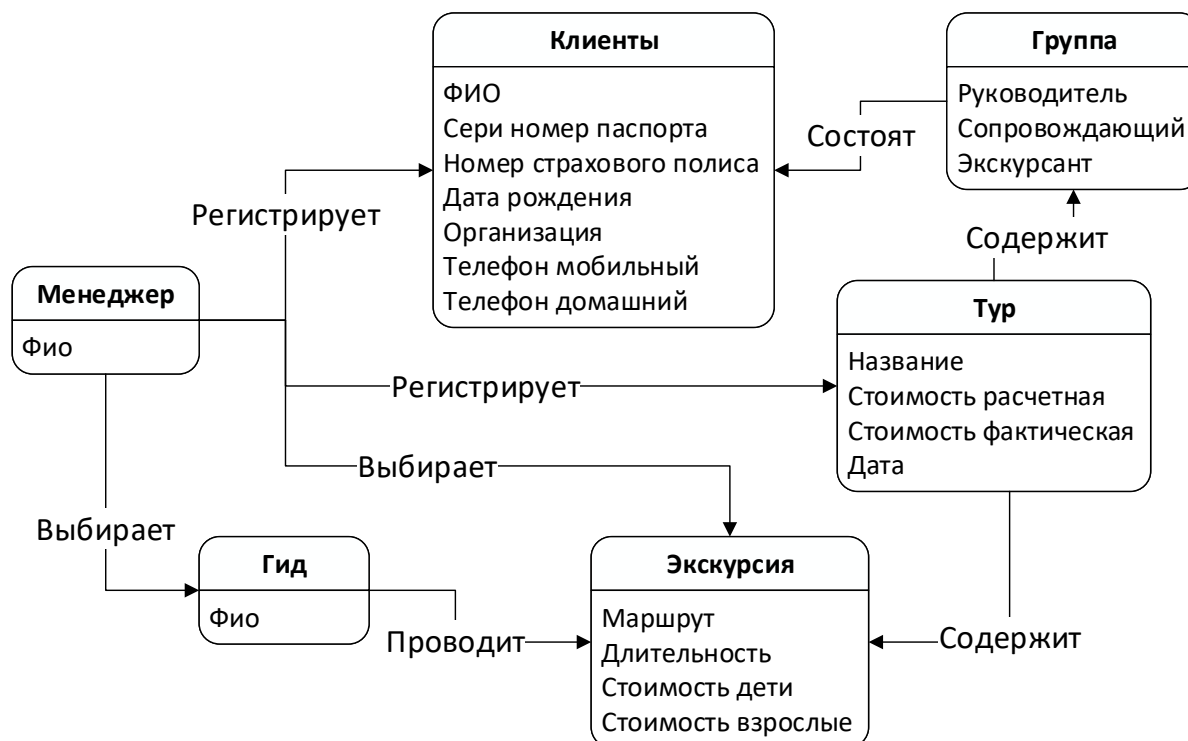 Клиенты
ФИО
Сери номер паспорта
Номер страхового полиса
Дата рождения
Организация
Телефон мобильный
Телефон домашний
Группа
Руководитель
Сопровождающий
Экскурсант
Состоят
Регистрирует
Содержит
Менеджер
Фио
Тур
Название
Стоимость расчетная
Стоимость фактическая
Дата
Регистрирует
Выбирает
Выбирает
Гид
Фио
Проводит
Экскурсия
Маршрут
Длительность
Стоимость дети
Стоимость взрослые
Содержит